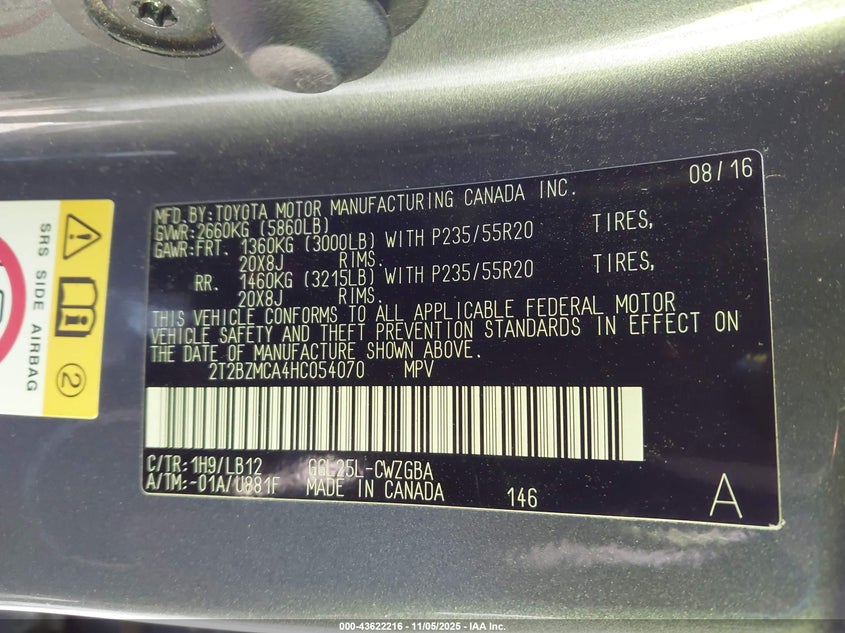 08/16
MFD.BY:TOYOTA MOTOR MANUFACTURING CANADA INC.
GVWR:2660KG (5860LB)
GAWR:FRT. 1360KG (3000LB) WITH P235/55R20 TIRES,
20X8J RIMS.
RR. 1460KG (3215LB) WITH P235/55R20 TIRES,
20X8J RIMS.
THIS VEHICLE CONFORMS TO ALL APPLICABLE FEDERAL MOTOR
VEHICLE SAFETY AND THEFT PREVENTION STANDARDS IN EFFECT ON
THE DATE OF MANUFACTURE SHOWN ABOVE.
2T2BZMCA4HC054070 MPV
C/TR: 1H9/LB12 GGL25L-CWZGBA
A/TM:-01A/U881F MADE IN CANADA 146 A
SRS SIDE AIRBAG
2
000-43622216 - 11/05/2025 - IAA Inc.